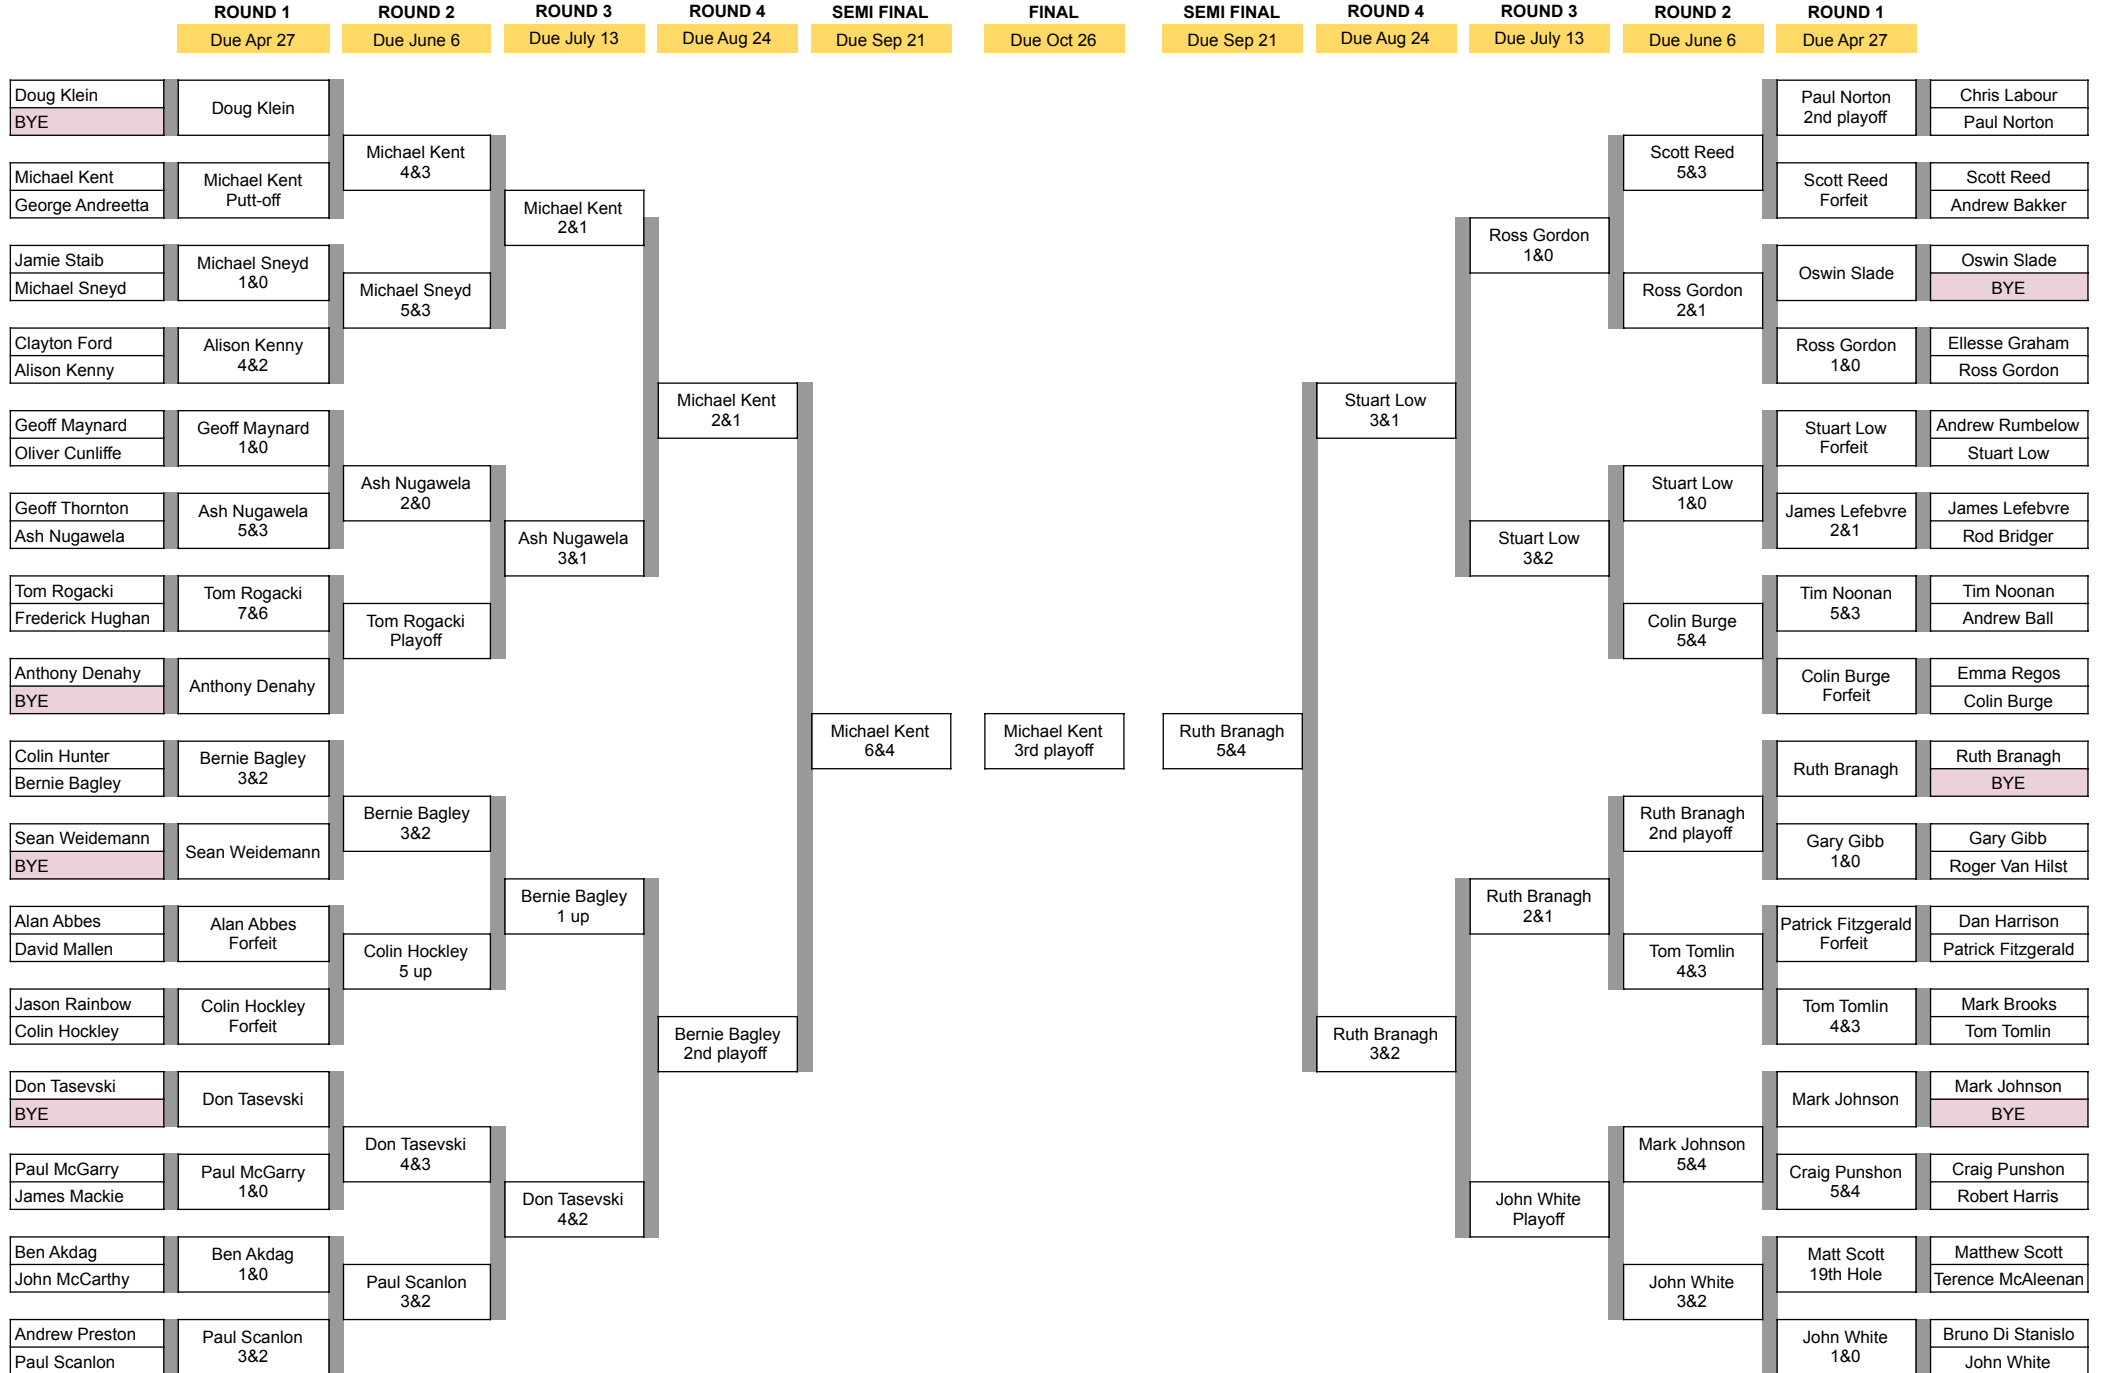 ROUND 1
ROUND 2
ROUND 3
ROUND 4
SEMI FINAL
FINAL
SEMI FINAL
ROUND 4
ROUND 3
ROUND 2
ROUND 1
Due Apr 27
Due June 6
Due July 13
Due Aug 24
Due Sep 21
Due Oct 26
Due Sep 21
Due Aug 24
Due July 13
Due June 6
Due Apr 27
Doug Klein
BYE
Michael Kent
George Andreetta
Jamie Staib
Michael Sneyd
Clayton Ford
Alison Kenny
Geoff Maynard
Oliver Cunliffe
Geoff Thornton
Ash Nugawela
Tom Rogacki
Frederick Hughan
Anthony Denahy
BYE
Colin Hunter
Bernie Bagley
Sean Weidemann
BYE
Alan Abbes
David Mallen
Jason Rainbow
Colin Hockley
Don Tasevski
BYE
Paul McGarry
James Mackie
Ben Akdag
John McCarthy
Andrew Preston
Paul Scanlon
Doug Klein
Michael Kent
Putt-off
Michael Sneyd
1&0
Alison Kenny
4&2
Geoff Maynard
1&0
Ash Nugawela
5&3
Tom Rogacki
7&6
Anthony Denahy
Bernie Bagley
3&2
Sean Weidemann
Alan Abbes
Forfeit
Colin Hockley
Forfeit
Don Tasevski
Paul McGarry
1&0
Ben Akdag
1&0
Paul Scanlon
3&2
Michael Kent
4&3
Michael Sneyd
5&3
Ash Nugawela
2&0
Tom Rogacki
Playoff
Bernie Bagley
3&2
Colin Hockley
5 up
Don Tasevski
4&3
Paul Scanlon
3&2
Michael Kent
2&1
Ash Nugawela
3&1
Bernie Bagley
1 up
Don Tasevski
4&2
Michael Kent
2&1
Bernie Bagley
2nd playoff
Michael Kent
6&4
Michael Kent
3rd playoff
Ruth Branagh
5&4
Stuart Low
3&1
Ruth Branagh
3&2
Ross Gordon
1&0
Stuart Low
3&2
Ruth Branagh
2&1
John White
Playoff
Scott Reed
5&3
Ross Gordon
2&1
Stuart Low
1&0
Colin Burge
5&4
Ruth Branagh
2nd playoff
Tom Tomlin
4&3
Mark Johnson
5&4
John White
3&2
Paul Norton
2nd playoff
Scott Reed
Forfeit
Oswin Slade
Ross Gordon
1&0
Stuart Low
Forfeit
James Lefebvre
2&1
Tim Noonan
5&3
Colin Burge
Forfeit
Ruth Branagh
Gary Gibb
1&0
Patrick Fitzgerald
Forfeit
Tom Tomlin
4&3
Mark Johnson
Craig Punshon
5&4
Matt Scott
19th Hole
John White
1&0
Chris Labour
Paul Norton
Scott Reed
Andrew Bakker
Oswin Slade
BYE
Ellesse Graham
Ross Gordon
Andrew Rumbelow
Stuart Low
James Lefebvre
Rod Bridger
Tim Noonan
Andrew Ball
Emma Regos
Colin Burge
Ruth Branagh
BYE
Gary Gibb
Roger Van Hilst
Dan Harrison
Patrick Fitzgerald
Mark Brooks
Tom Tomlin
Mark Johnson
BYE
Craig Punshon
Robert Harris
Matthew Scott
Terence McAleenan
Bruno Di Stanislo
John White